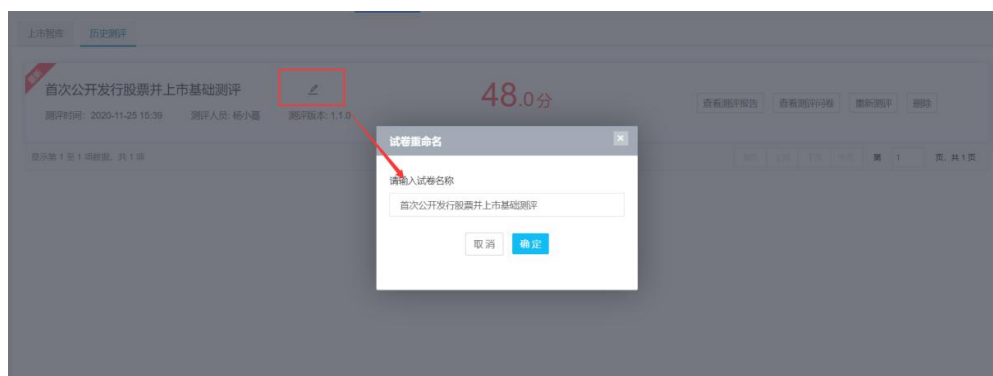 上市智库 历史测评
最新
首次公开发行股票并上市基础测评
48.0分
测评时间: 2020-11-25 15:39 测评人员: 杨小磊 测评版本: 1.1.0
查看测评报告 查看测评问卷 重新测评 删除
显示第 1 至 1 项数据，共 1 项
第 1 页, 共 1 页
试卷重命名
请输入试卷名称
首次公开发行股票并上市基础测评
取消 确定